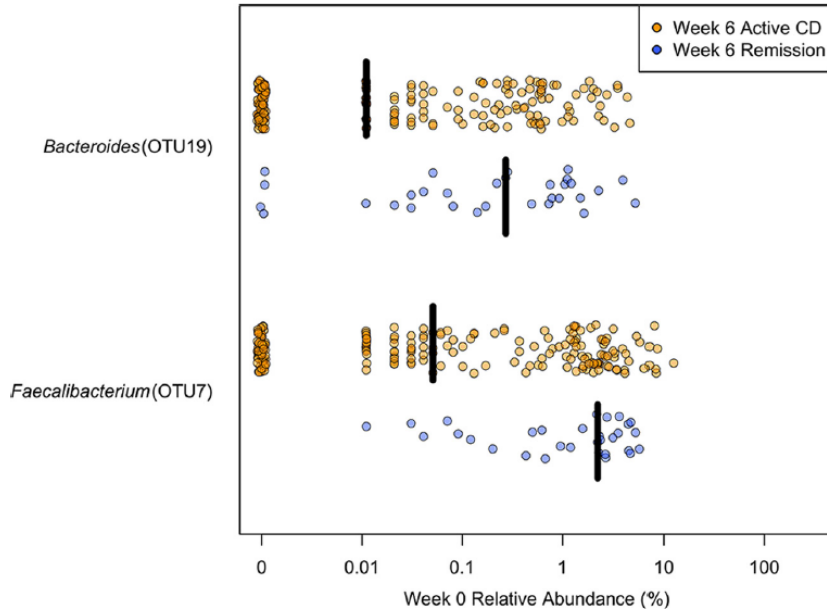 Week 6 Active CD
Week 6 Remission
Bacteroides(OTU19)
Faecalibacterium(OTU7)
0 0.01 0.1 1 10 100
Week 0 Relative Abundance (%)